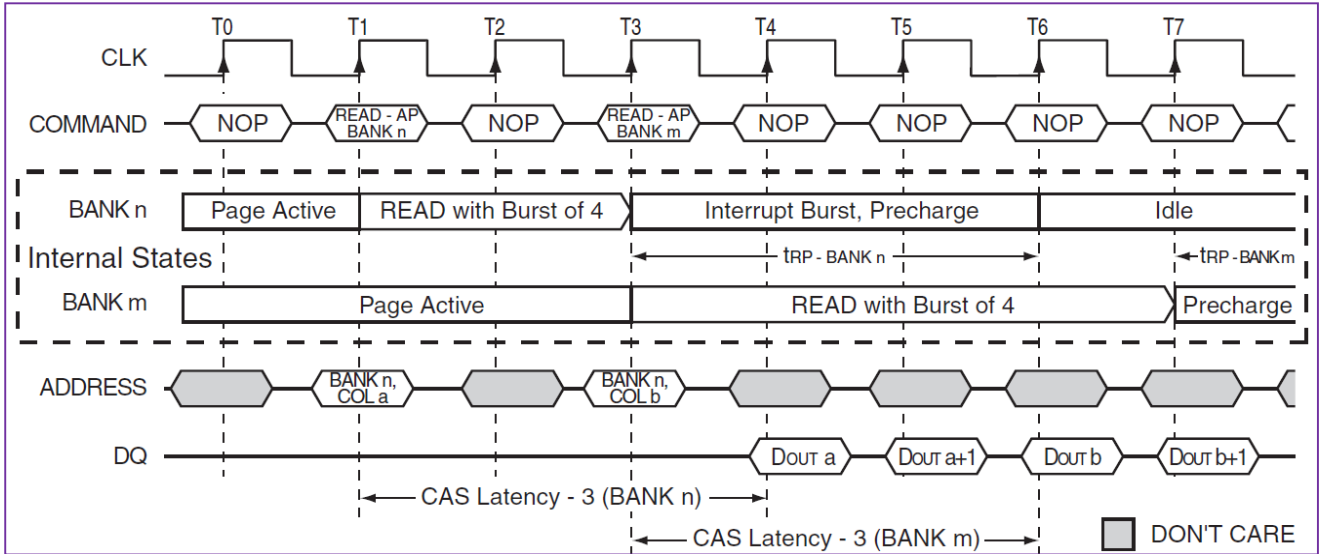 T0 T1 T2 T3 T4 T5 T6 T7
CLK
COMMAND NOP READ - AP BANK n NOP READ - AP BANK m NOP NOP NOP NOP
BANK n Page Active READ with Burst of 4 Interrupt Burst, Precharge Idle
Internal States tRP - BANK n tRP - BANK m
BANK m Page Active READ with Burst of 4 Precharge
ADDRESS BANK n, COL a BANK n, COL b
DQ DOUT a DOUT a+1 DOUT b DOUT b+1
CAS Latency - 3 (BANK n)
CAS Latency - 3 (BANK m) DON'T CARE